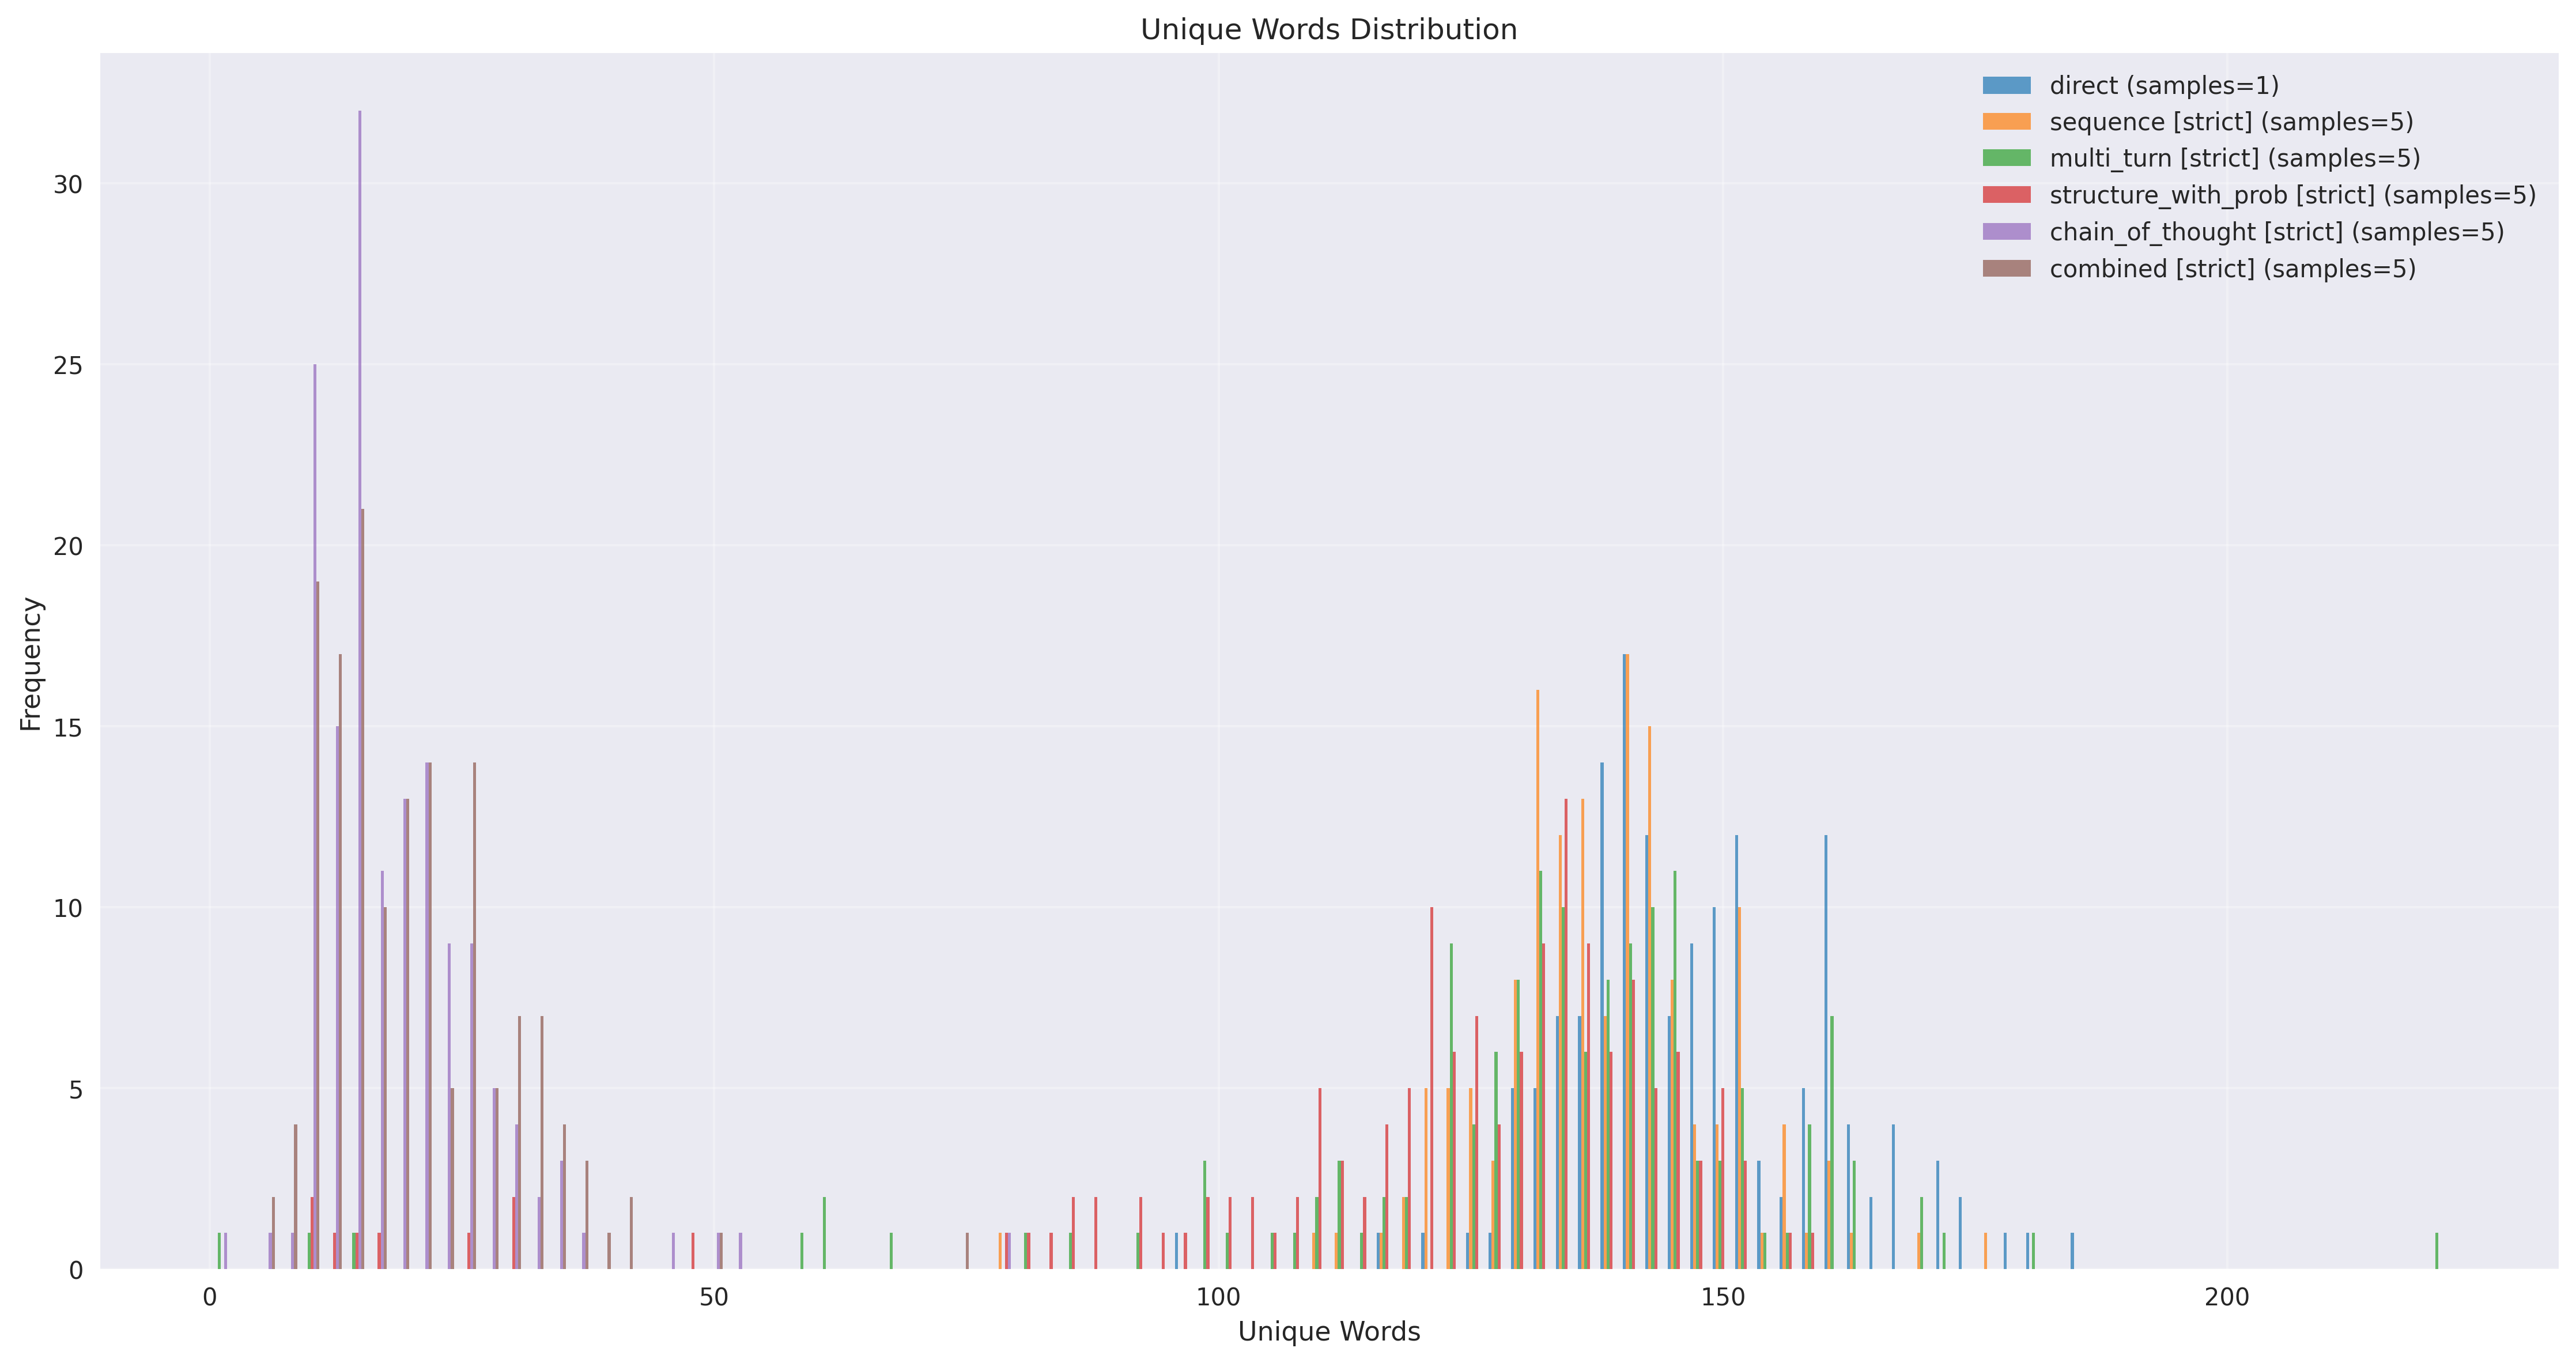 Unique Words Distribution
direct (samples=1)
sequence [strict] (samples=5)
multi_turn [strict] (samples=5)
structure_with_prob [strict] (samples=5)
chain_of_thought [strict] (samples=5)
combined [strict] (samples=5)
Frequency
30
25
20
15
10
5
0
0 50 100 150 200
Unique Words